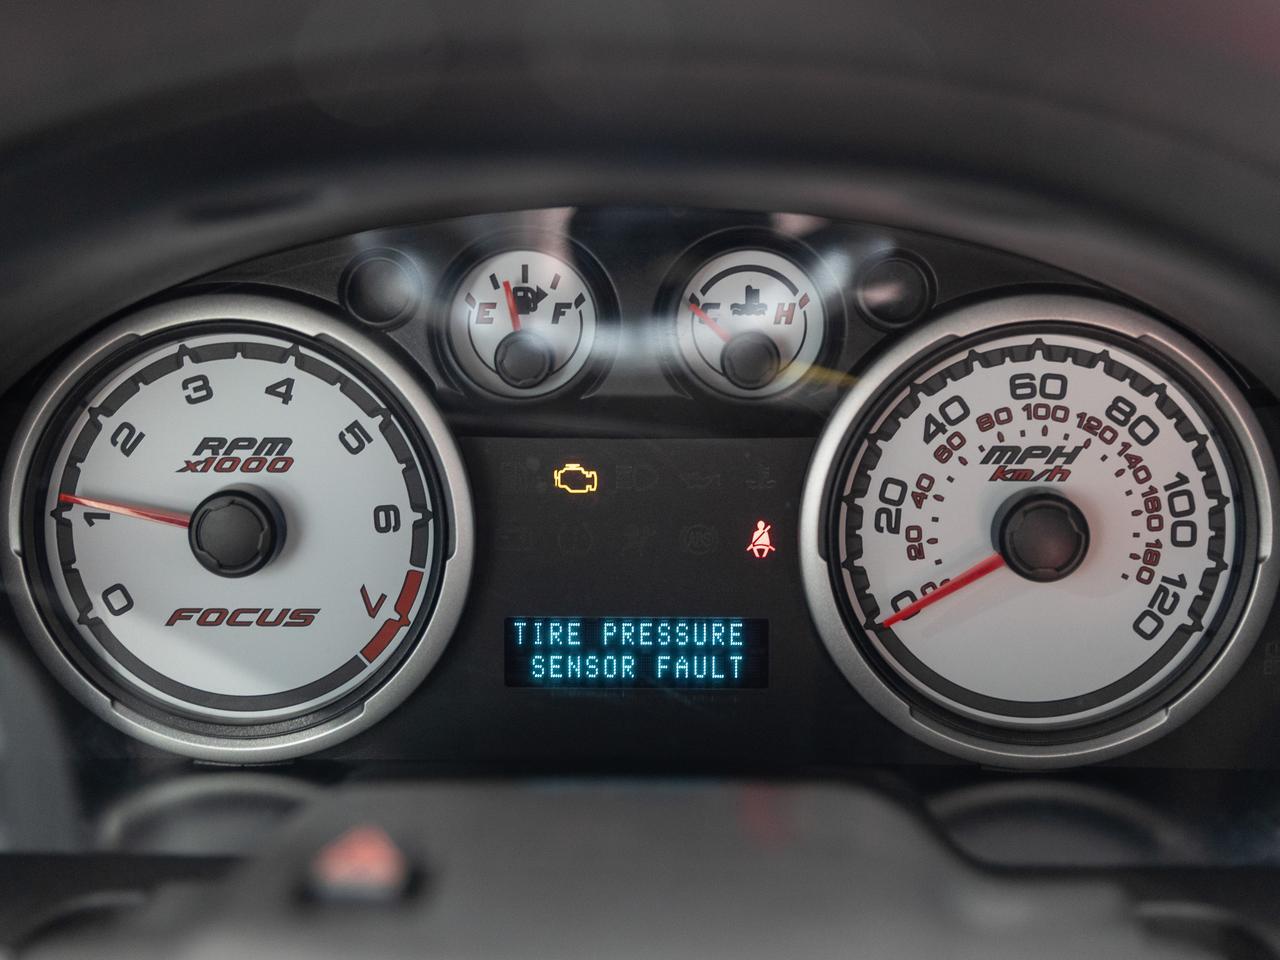 E F
C H
0 1 2 3 4 5 6 7
RPM
x1000
FOCUS
0 20 40 60 80 100 120
20 40 60 80 100 120 140 160 180
MPH
km/h
ABS
TIRE PRESSURE
SENSOR FAULT